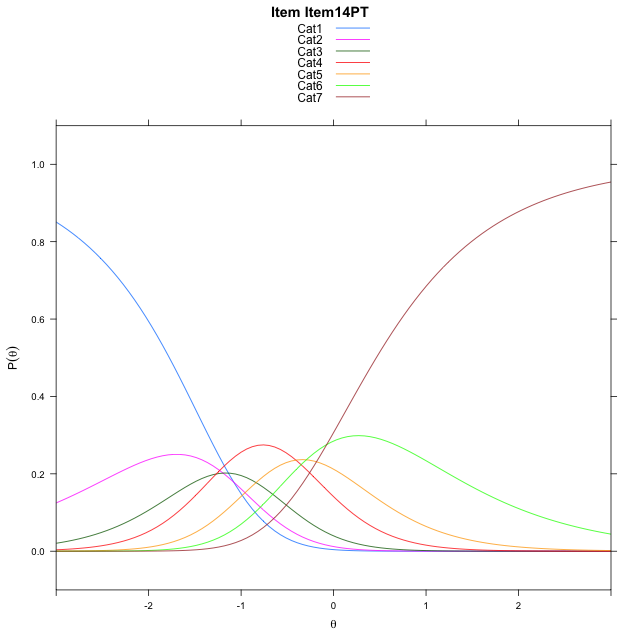 Item Item14PT
Cat1
Cat2
Cat3
Cat4
Cat5
Cat6
Cat7
1.0
0.8
0.6
0.4
0.2
0.0
P(θ)
-2 -1 0 1 2
θ